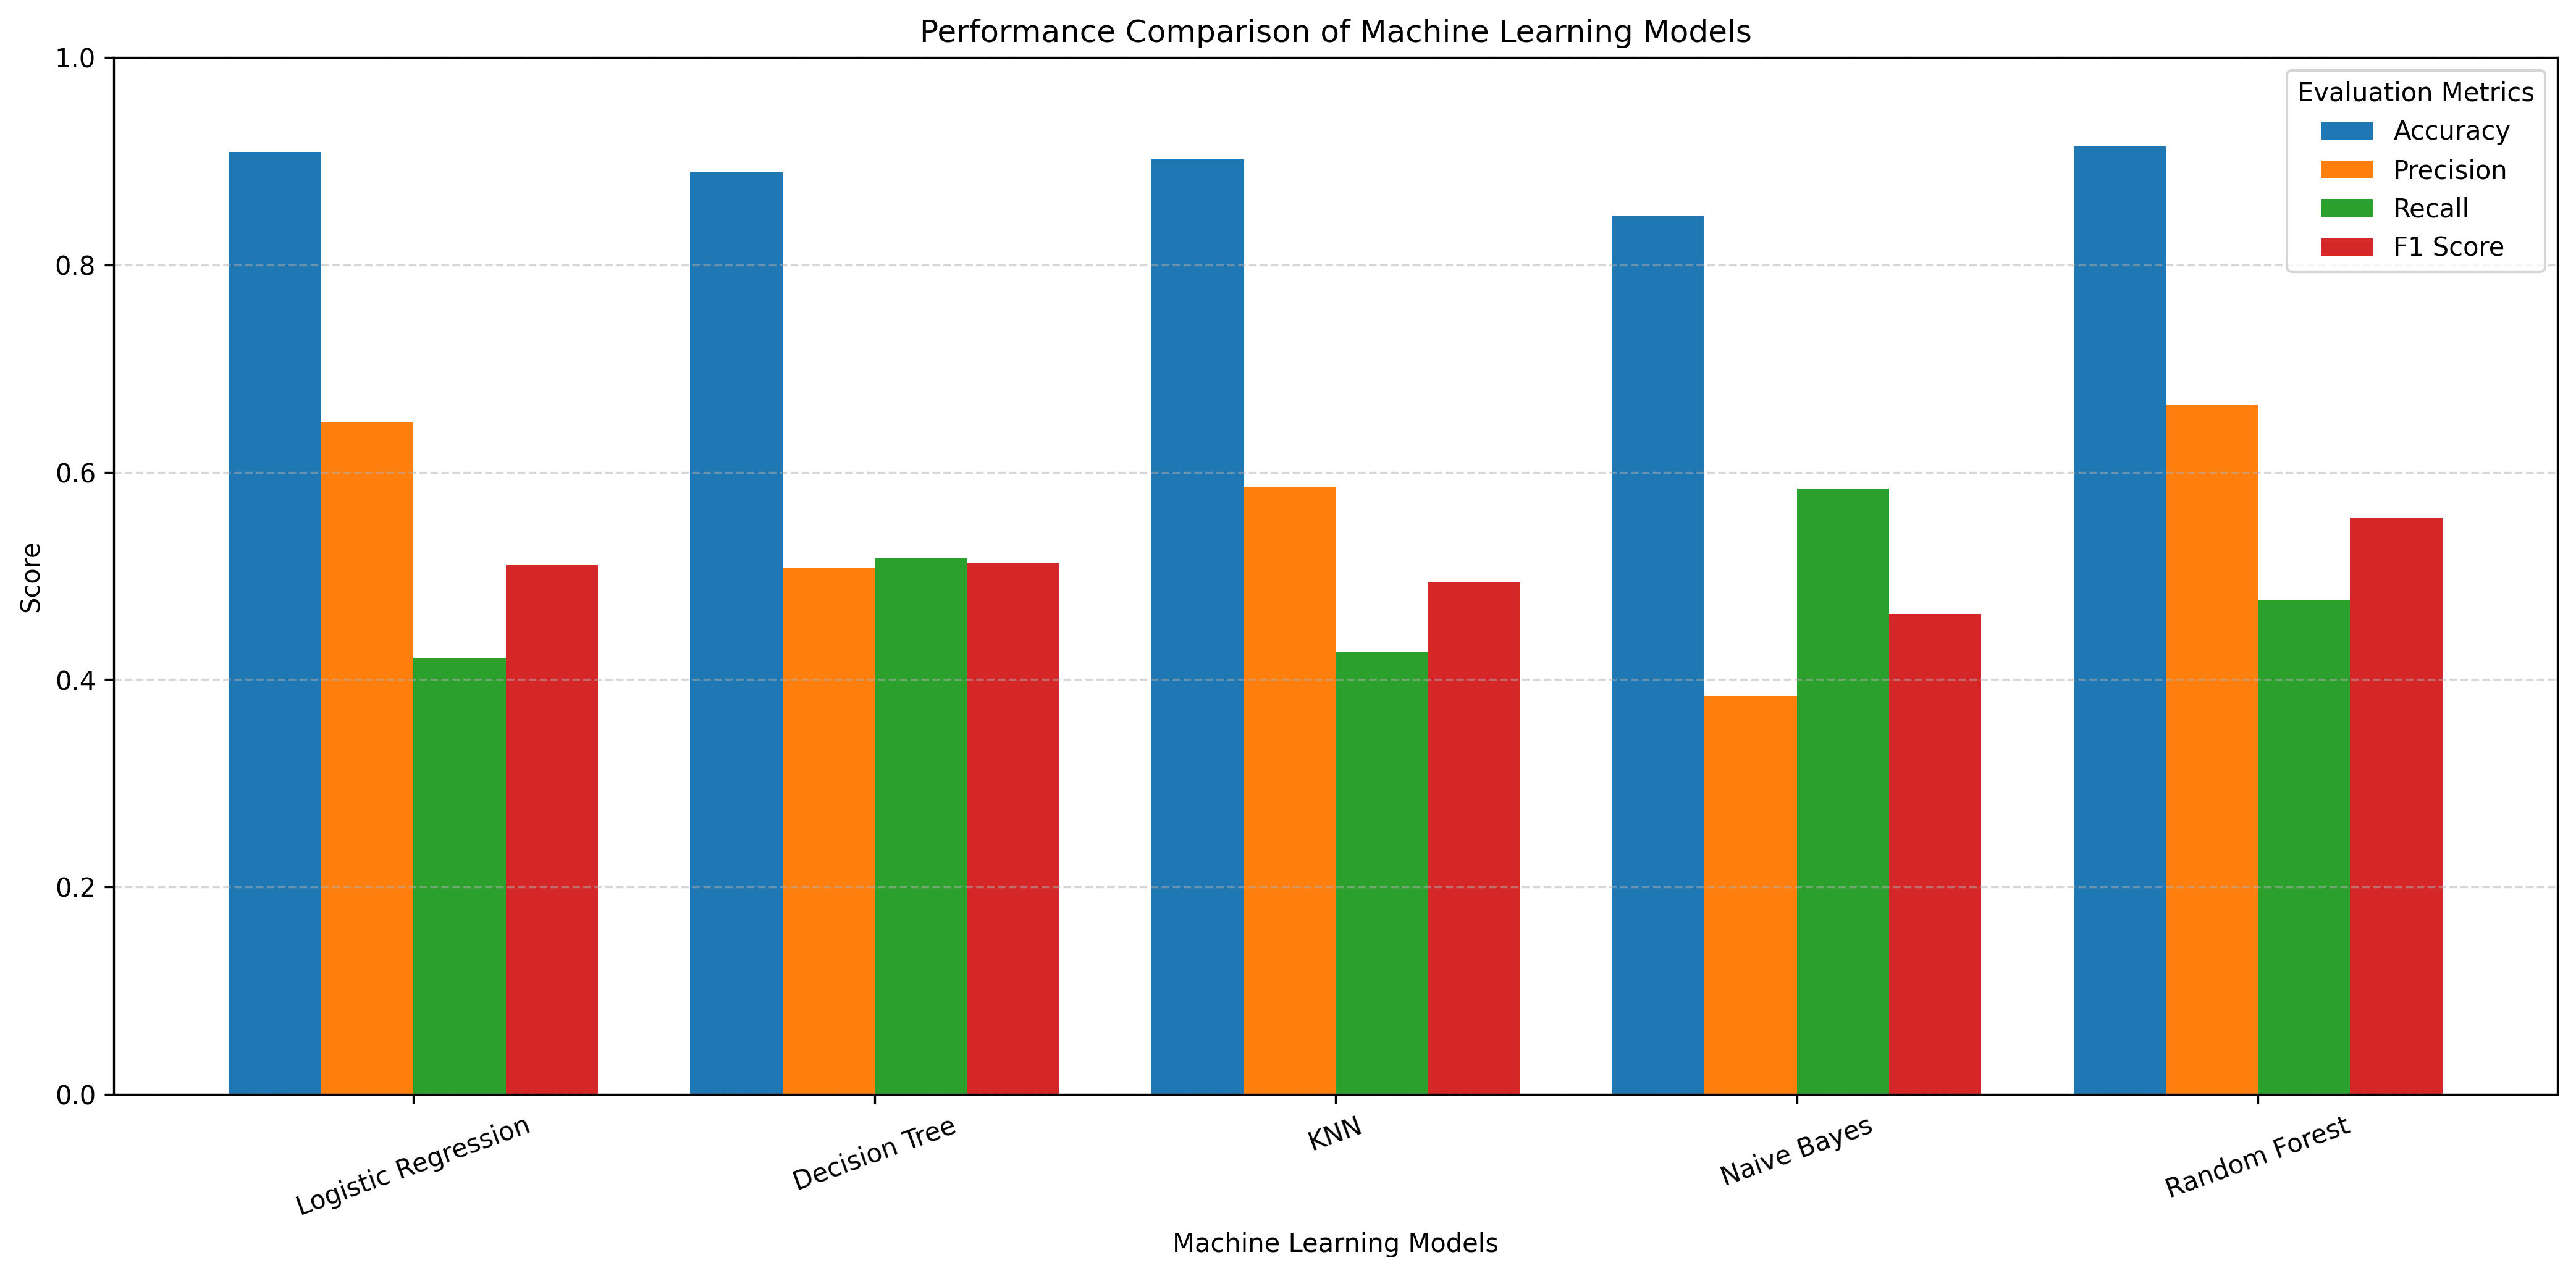 Performance Comparison of Machine Learning Models
1.0
0.8
0.6
0.4
0.2
0.0
Score
Evaluation Metrics
Accuracy
Precision
Recall
F1 Score
Logistic Regression
Decision Tree
KNN
Naive Bayes
Random Forest
Machine Learning Models